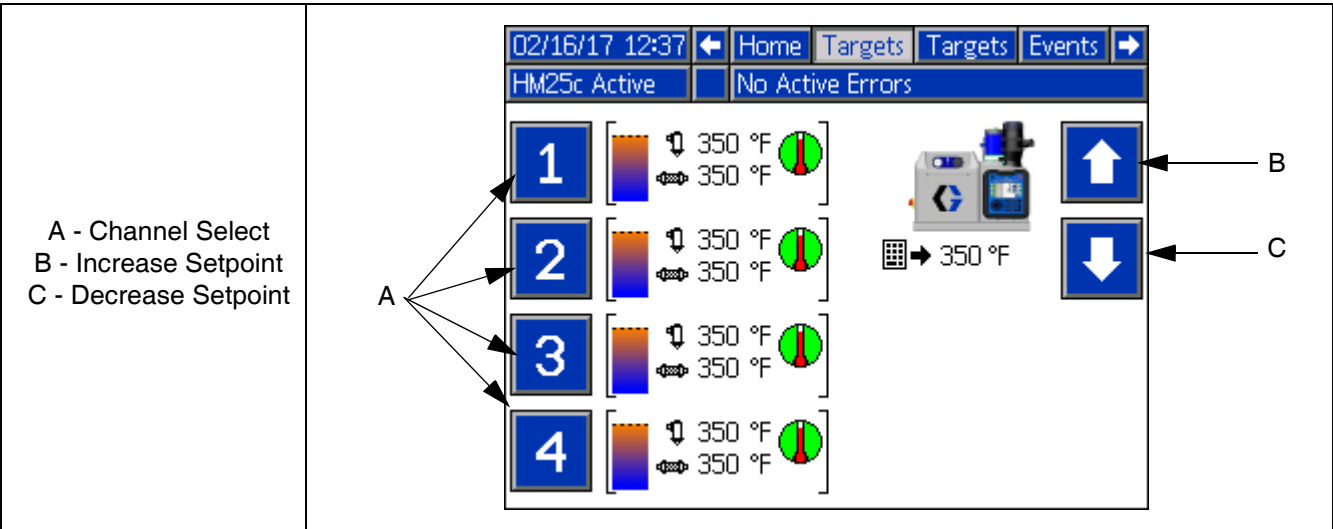 A - Channel Select
B - Increase Setpoint
C - Decrease Setpoint
02/16/17 12:37 Home Targets Targets Events
HM25c Active No Active Errors
1 350 °F
350 °F
B
2 350 °F
350 °F
350 °F
C
A
3 350 °F
350 °F
4 350 °F
350 °F